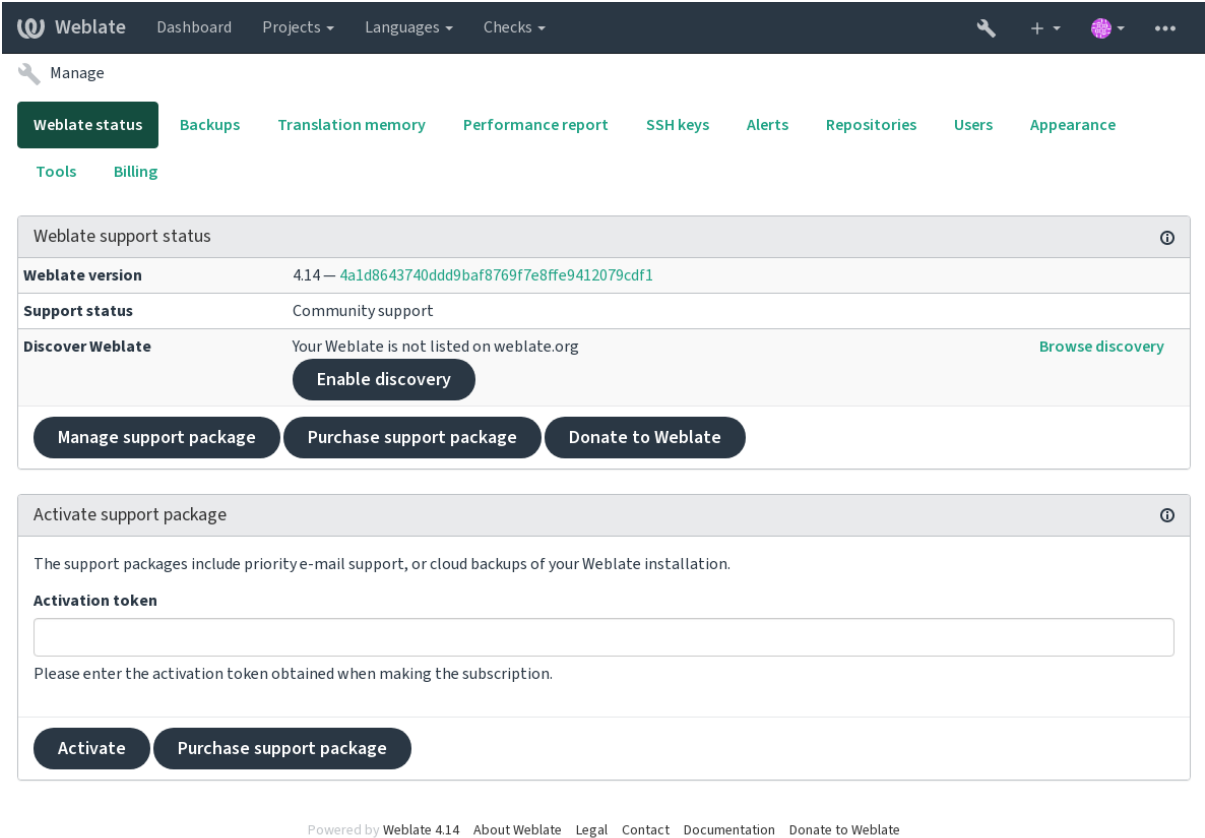 Weblate Dashboard Projects Languages Checks
Manage
Weblate status Backups Translation memory Performance report SSH keys Alerts Repositories Users Appearance
Tools Billing
Weblate support status
Weblate version 4.14 — 4a1d8643740ddd9baf8769f7e8ffe9412079cdf1
Support status Community support
Discover Weblate Your Weblate is not listed on weblate.org Browse discovery
Enable discovery
Manage support package Purchase support package Donate to Weblate
Activate support package
The support packages include priority e-mail support, or cloud backups of your Weblate installation.
Activation token
Please enter the activation token obtained when making the subscription.
Activate Purchase support package
Powered by Weblate 4.14 About Weblate Legal Contact Documentation Donate to Weblate